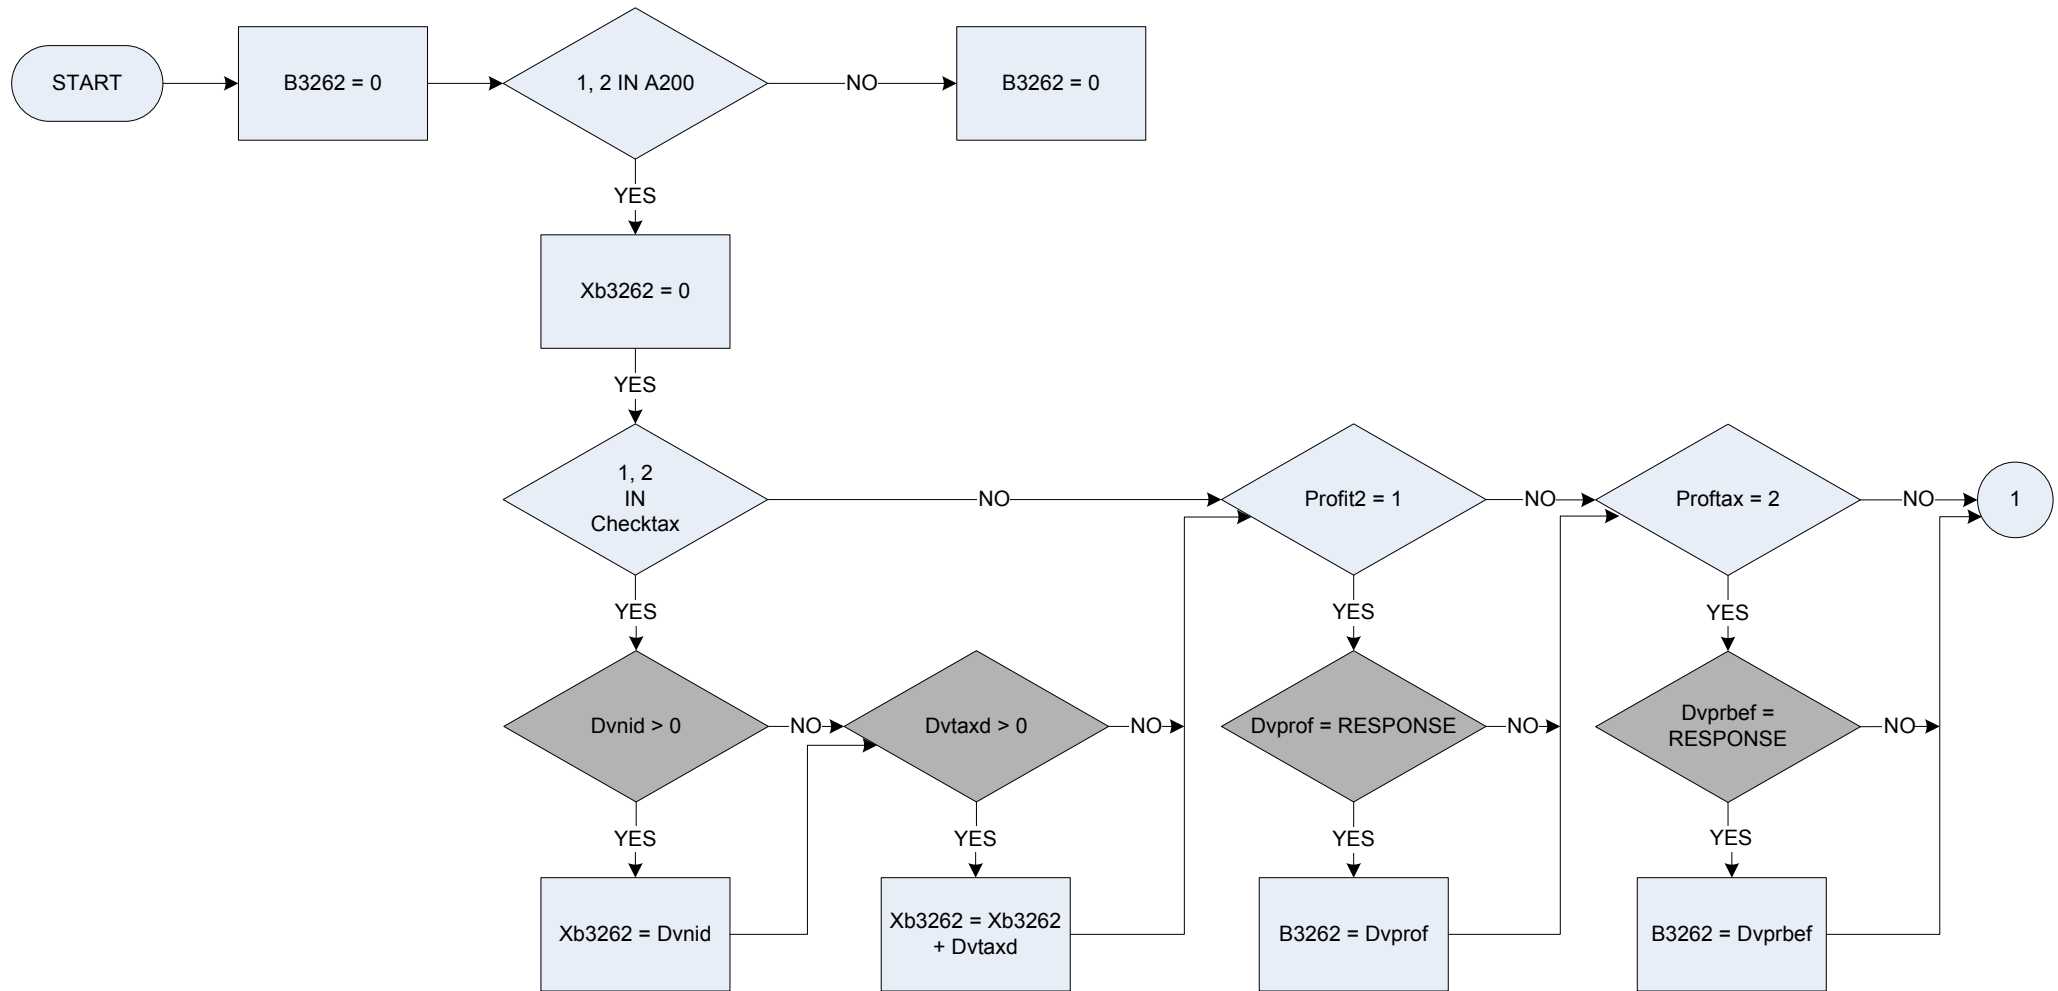 START
B3262 = 0
1, 2 IN A200
NO
B3262 = 0
YES
Xb3262 = 0
YES
1, 2
IN
Checktax
NO
Profit2 = 1
NO
Proftax = 2
NO
1
YES
YES
YES
Dvnid > 0
NO
Dvtaxd > 0
NO
Dvprof = RESPONSE
NO
Dvprbef =
RESPONSE
NO
YES
YES
YES
YES
Xb3262 = Dvnid
Xb3262 = Xb3262
+ Dvtaxd
B3262 = Dvprof
B3262 = Dvprbef